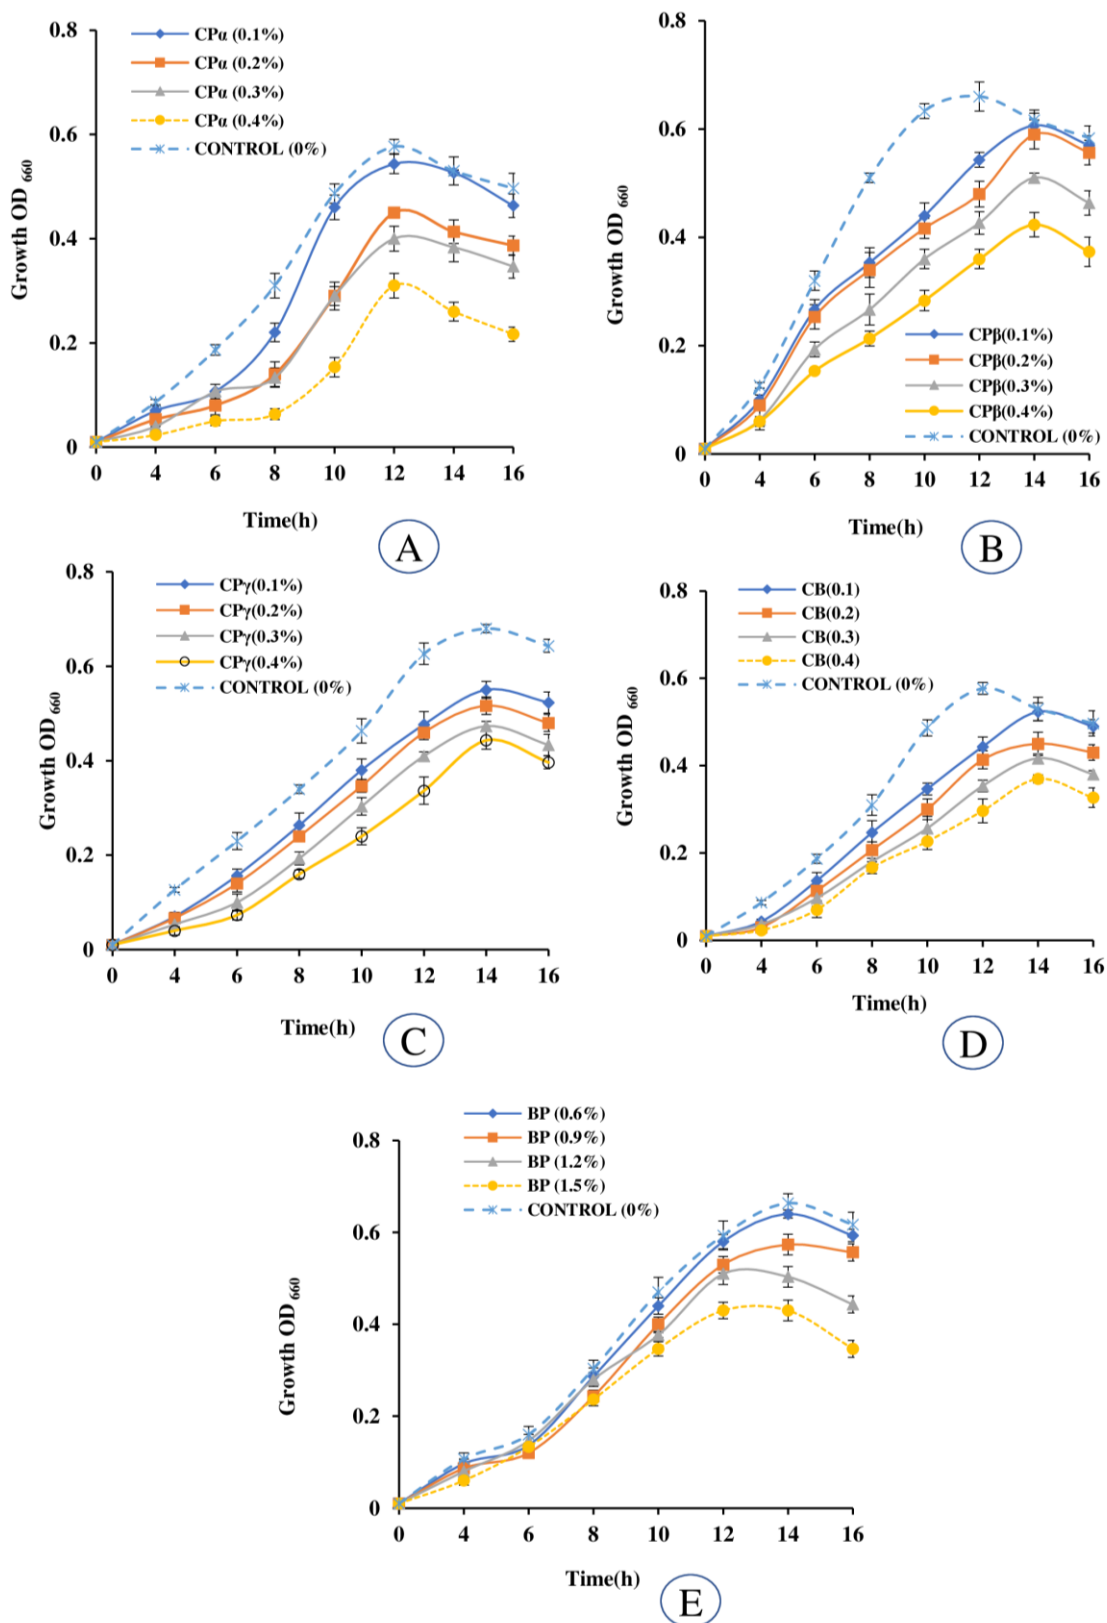 0.8
0.6
0.4
0.2
0
0 4 6 8 10 12 14 16
Growth OD 660
Time(h)
CPα (0.1%)
CPα (0.2%)
CPα (0.3%)
CPα (0.4%)
CONTROL (0%)
A
0.8
0.6
0.4
0.2
0
0 4 6 8 10 12 14 16
Growth OD 660
Time(h)
CPβ(0.1%)
CPβ(0.2%)
CPβ(0.3%)
CPβ(0.4%)
CONTROL (0%)
B
0.8
0.6
0.4
0.2
0
0 4 6 8 10 12 14 16
Growth OD 660
Time(h)
CPγ(0.1%)
CPγ(0.2%)
CPγ(0.3%)
CPγ(0.4%)
CONTROL (0%)
C
0.8
0.6
0.4
0.2
0
0 4 6 8 10 12 14 16
Growth OD 660
Time(h)
CB(0.1)
CB(0.2)
CB(0.3)
CB(0.4)
CONTROL (0%)
D
0.8
0.6
0.4
0.2
0
0 4 6 8 10 12 14 16
Growth OD 660
Time(h)
BP (0.6%)
BP (0.9%)
BP (1.2%)
BP (1.5%)
CONTROL (0%)
E